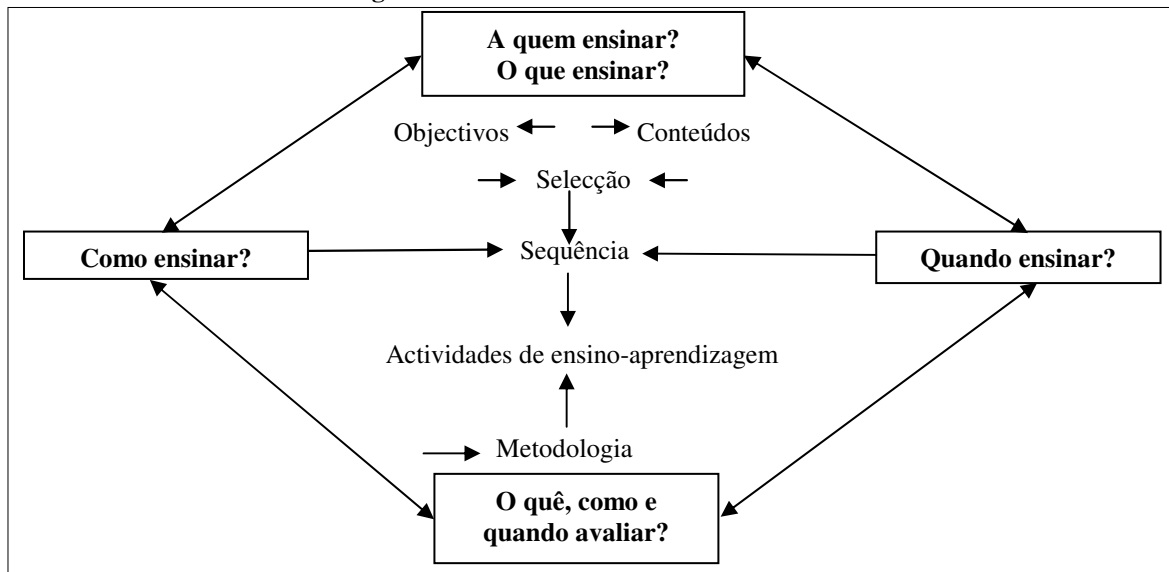 A quem ensinar?
O que ensinar?
Objectivos Conteúdos
Selecção
Como ensinar? Sequência Quando ensinar?
Actividades de ensino-aprendizagem
Metodologia
O quê, como e
quando avaliar?